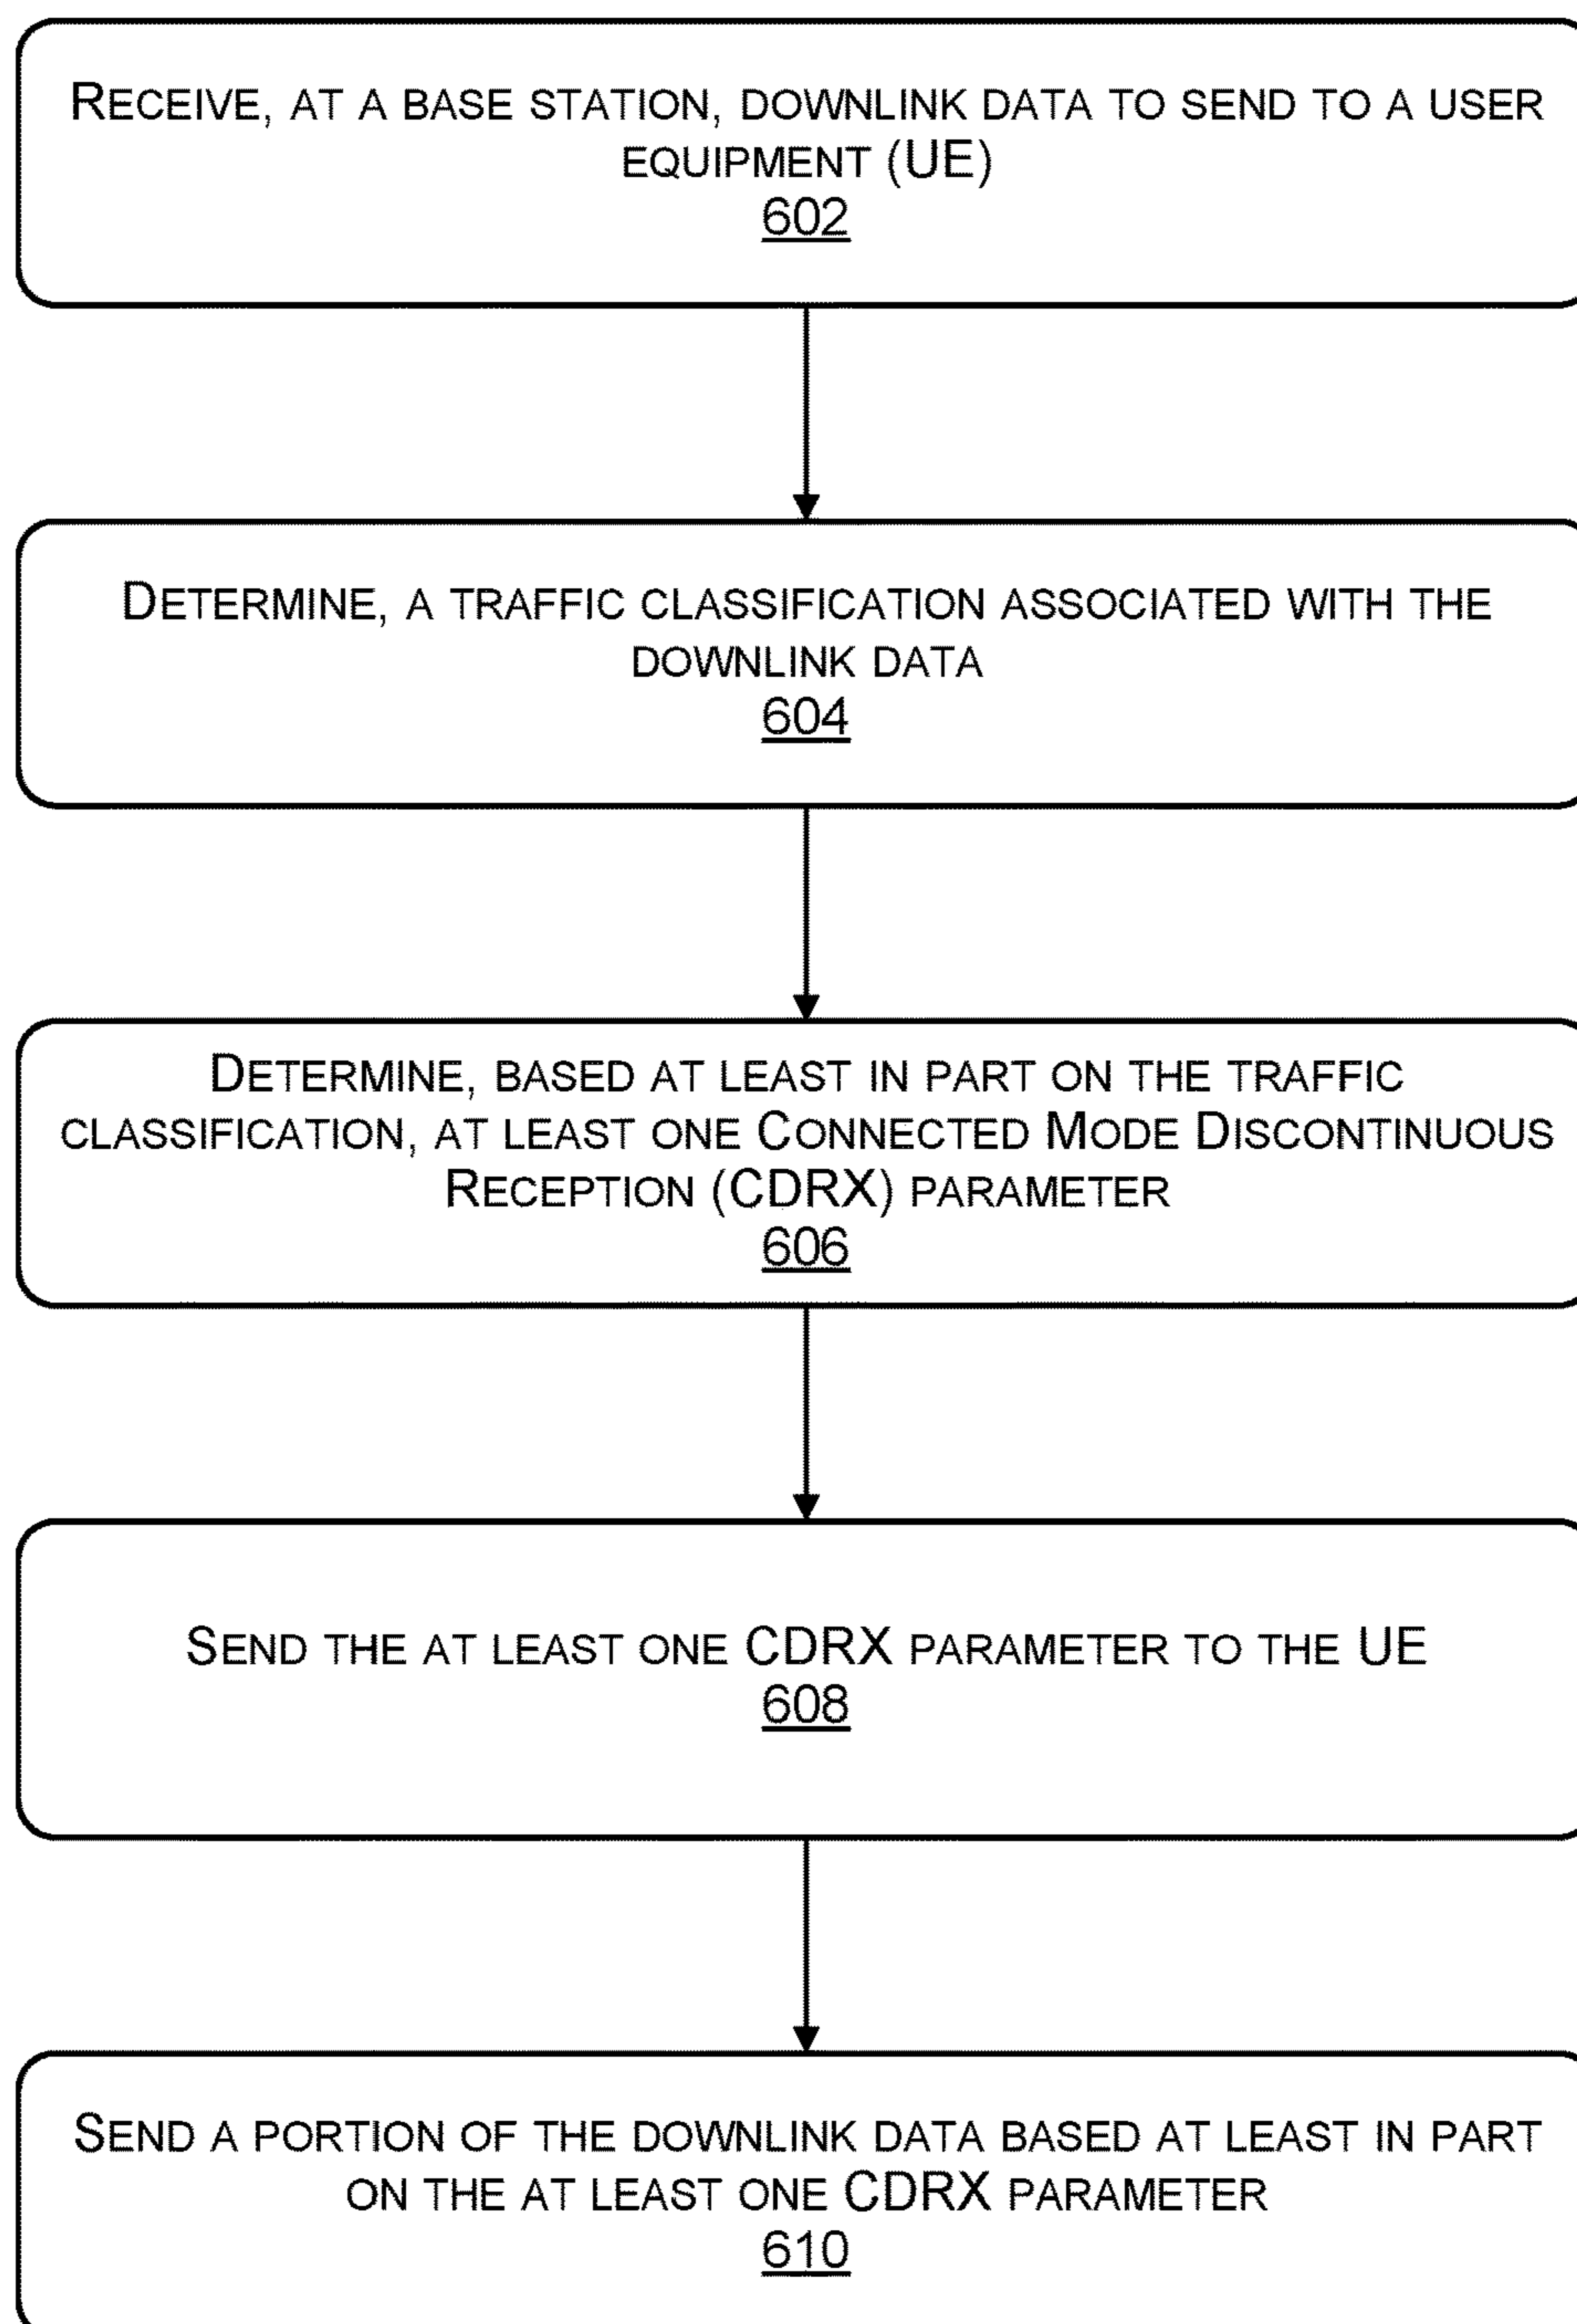 RECEIVE, AT A BASE STATION, DOWNLINK DATA TO SEND TO A USER
EQUIPMENT (UE)
602
DETERMINE, A TRAFFIC CLASSIFICATION ASSOCIATED WITH THE
DOWNLINK DATA
604
DETERMINE, BASED AT LEAST IN PART ON THE TRAFFIC
CLASSIFICATION, AT LEAST ONE CONNECTED MODE DISCONTINUOUS
RECEPTION (CDRX) PARAMETER
606
SEND THE AT LEAST ONE CDRX PARAMETER TO THE UE
608
SEND A PORTION OF THE DOWNLINK DATA BASED AT LEAST IN PART
ON THE AT LEAST ONE CDRX PARAMETER
610